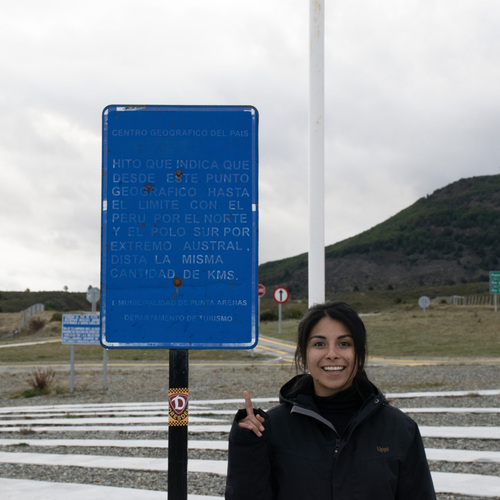 CENTRO GEOGRAFICO DEL PAIS
HITO QUE INDICA QUE
DESDE ESTE PUNTO
GEOGRAFICO HASTA
EL LIMITE CON EL
PERU POR EL NORTE
Y EL POLO SUR POR
EXTREMO AUSTRAL,
DISTA LA MISMA
CANTIDAD DE KMS.
I. MUNICIPALIDAD DE PUNTA ARENAS
DEPARTAMENTO DE TURISMO